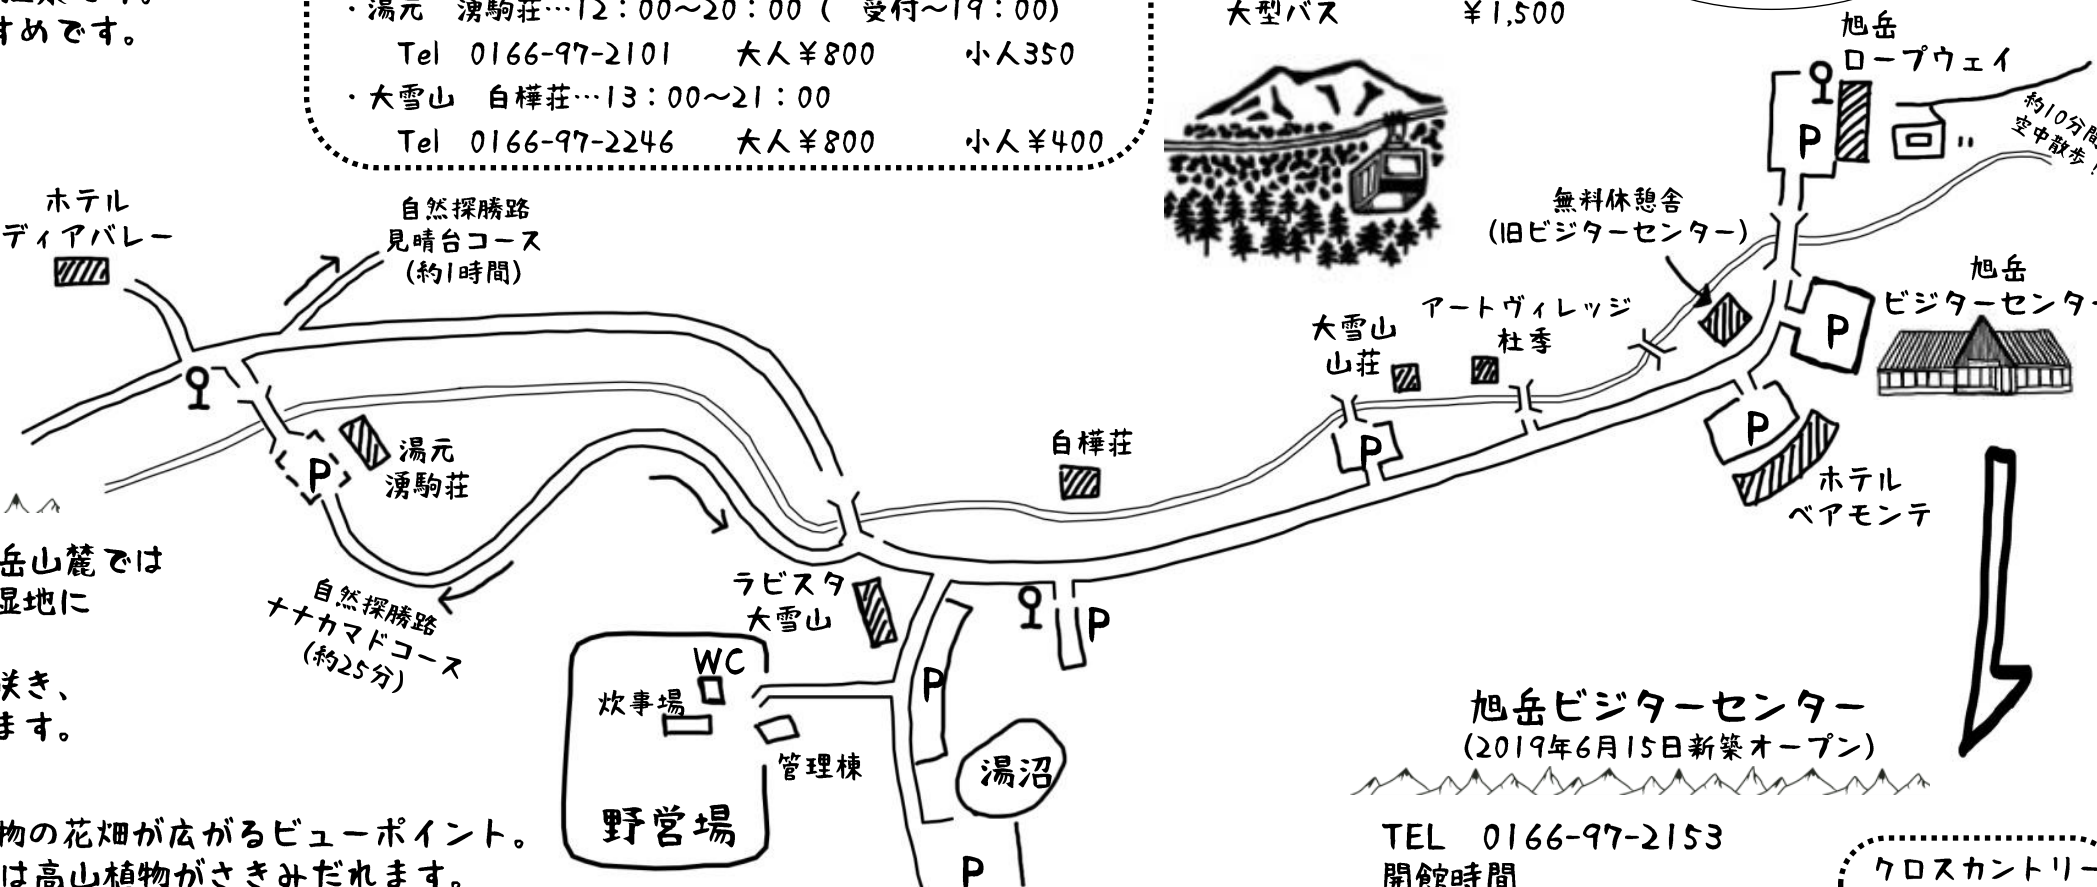 すめです。
・湯元　湧駒荘…12：00～20：00（　受付～19：00）
Tel　0166-97-2101　大人￥800　小人350
・大雪山　白樺荘…13：00～21：00
Tel　0166-97-2246　大人￥800　小人￥400
大型バス　￥1,500
旭岳
ロープウェイ
約10分間
空中散歩！
P
ホテル
ディアバレー
自然探勝路
見晴台コース
(約1時間)
無料休憩舎
(旧ビジターセンター)
旭岳
ビジターセンター
P
アートヴィレッジ
杜季
大雪山
山荘
P
P
ホテル
ベアモンテ
白樺荘
湯元
湧駒荘
P
岳山麓では
湿地に
咲き、
ます。
自然探勝路
ナナカマドコース
(約25分)
ラビスタ
大雪山
P
P
WC
炊事場
管理棟
野営場
湯沼
P
旭岳ビジターセンター
(2019年6月15日新築オープン)
TEL　0166-97-2153
開館時間
クロスカントリー
物の花畑が広がるビューポイント。
は高山植物がさきみだれます。